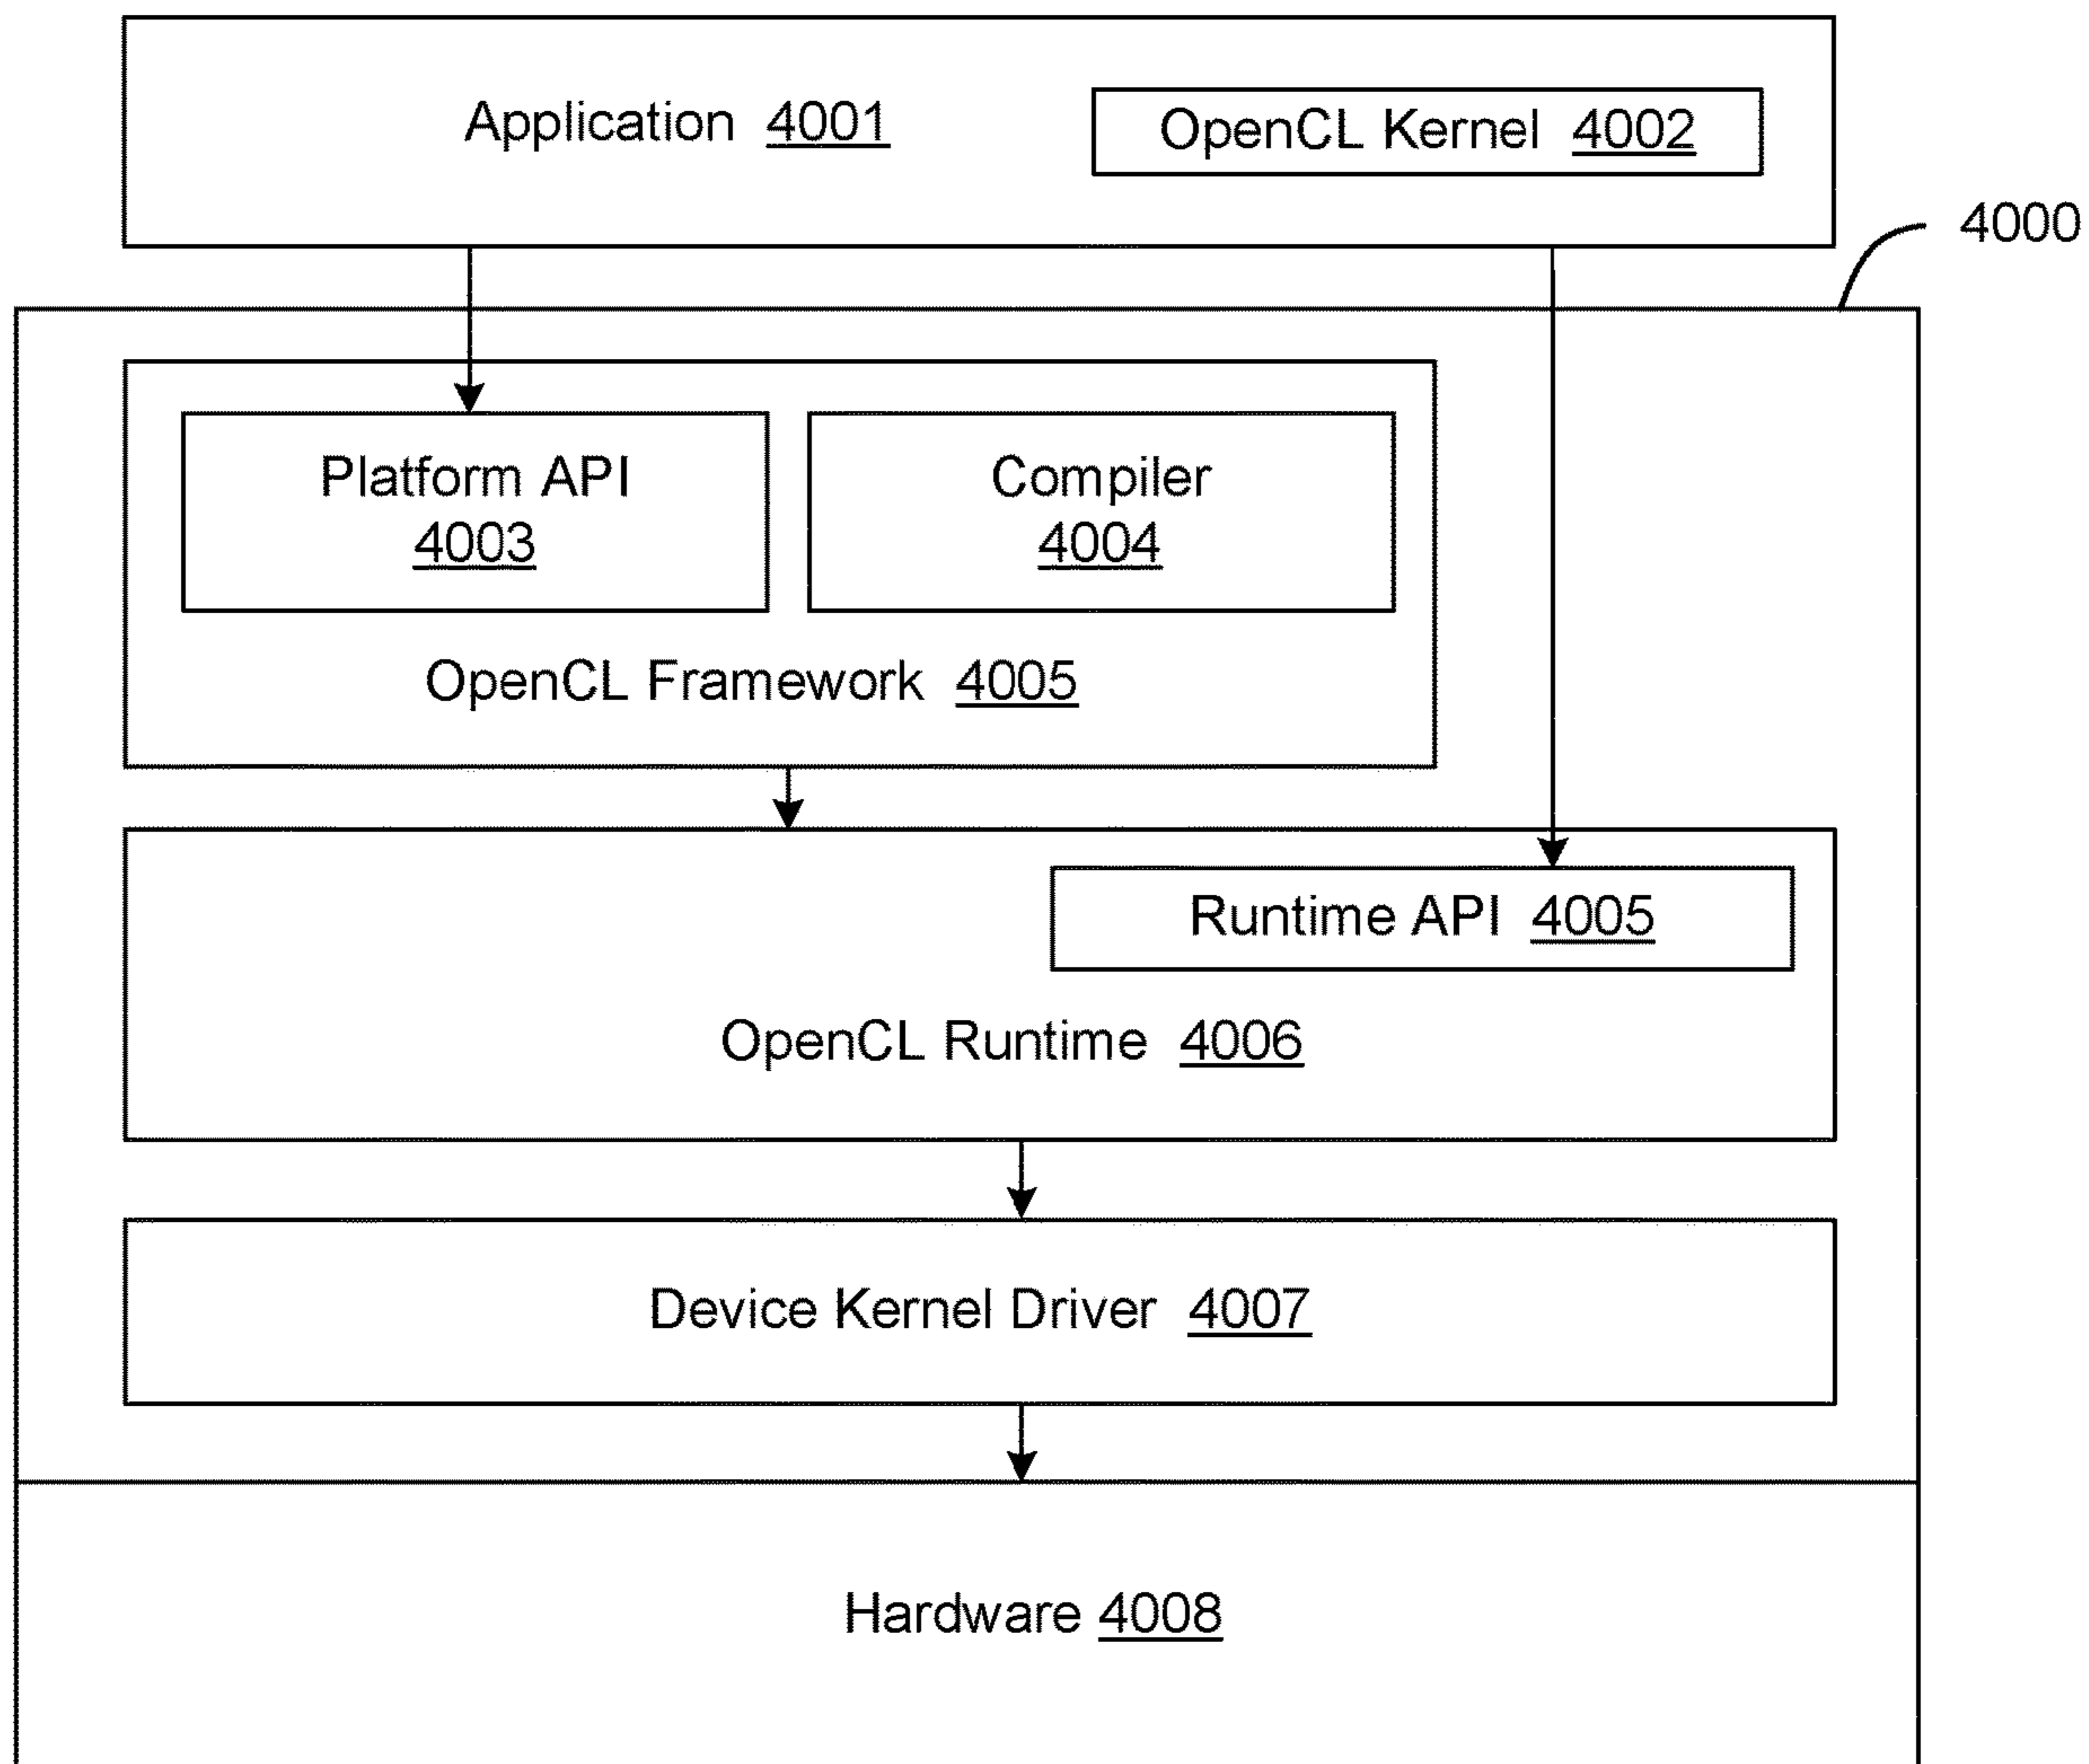 Application 4001
OpenCL Kernel 4002
4000
Platform API
4003
Compiler
4004
OpenCL Framework 4005
Runtime API 4005
OpenCL Runtime 4006
Device Kernel Driver 4007
Hardware 4008